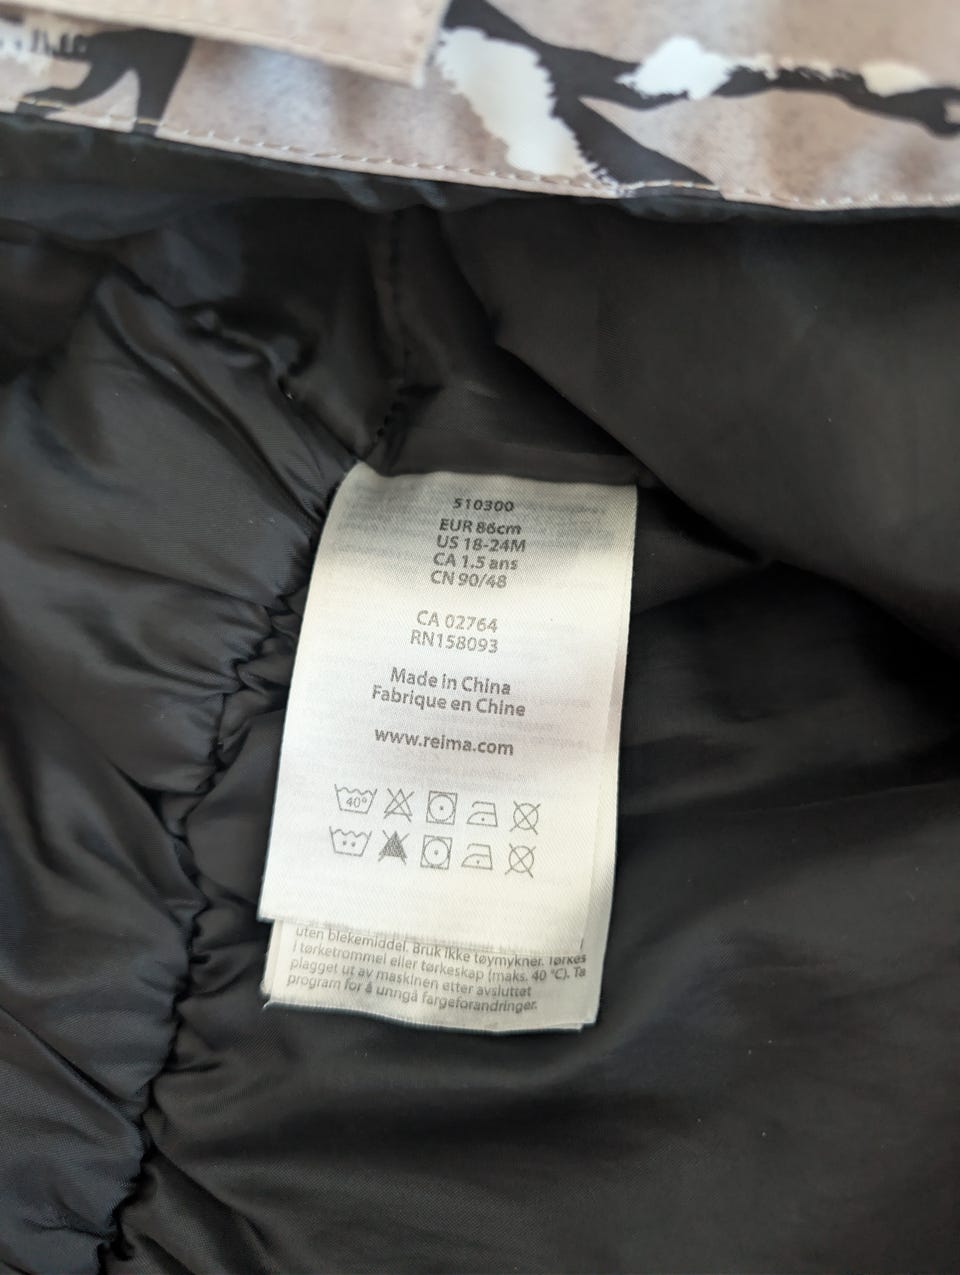 510300
EUR 86cm
US 18-24M
CA 1.5 ans
CN 90/48
CA 02764
RN158093
Made in China
Fabrique en Chine
www.reima.com
40°
uten blekemiddel. Bruk ikke tøymykner. Tørkes
i tørketrommel eller tørkeskap (maks. 40 °C). Ta
plagget ut av maskinen etter avsluttet
program for å unngå fargeforandringer.